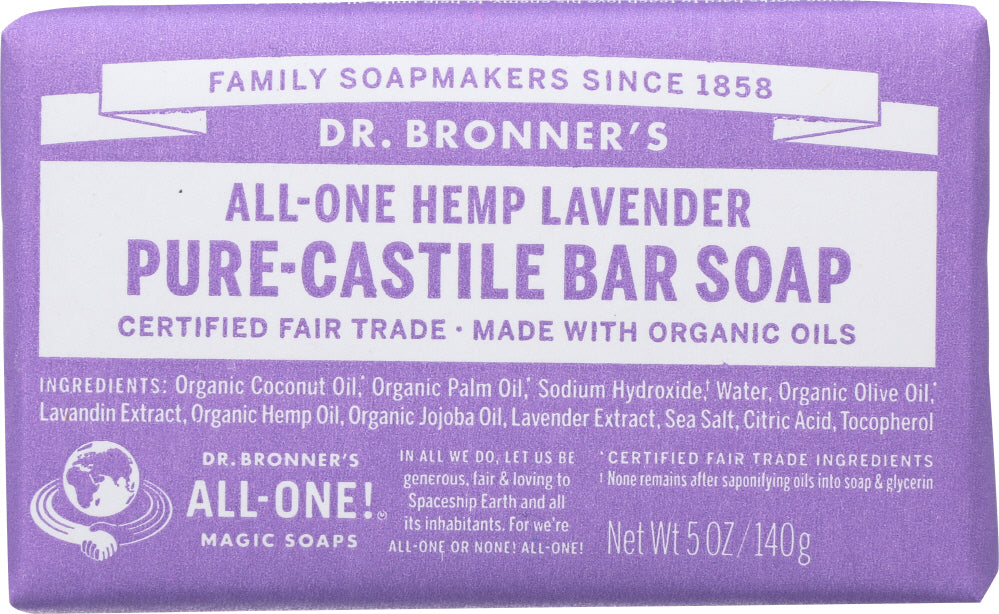 FAMILY SOAPMAKERS SINCE 1858
DR. BRONNER'S
ALL-ONE HEMP LAVENDER
PURE-CASTILE BAR SOAP
CERTIFIED FAIR TRADE · MADE WITH ORGANIC OILS
INGREDIENTS: Organic Coconut Oil,* Organic Palm Oil,* Sodium Hydroxide,† Water, Organic Olive Oil,*
Lavandin Extract, Organic Hemp Oil, Organic Jojoba Oil, Lavender Extract, Sea Salt, Citric Acid, Tocopherol
DR. BRONNER'S
ALL-ONE!
MAGIC SOAPS
IN ALL WE DO, LET US BE
generous, fair & loving to
Spaceship Earth and all
its inhabitants. For we're
ALL-ONE OR NONE! ALL-ONE!
*CERTIFIED FAIR TRADE INGREDIENTS
† None remains after saponifying oils into soap & glycerin
Net Wt 5 OZ/140g